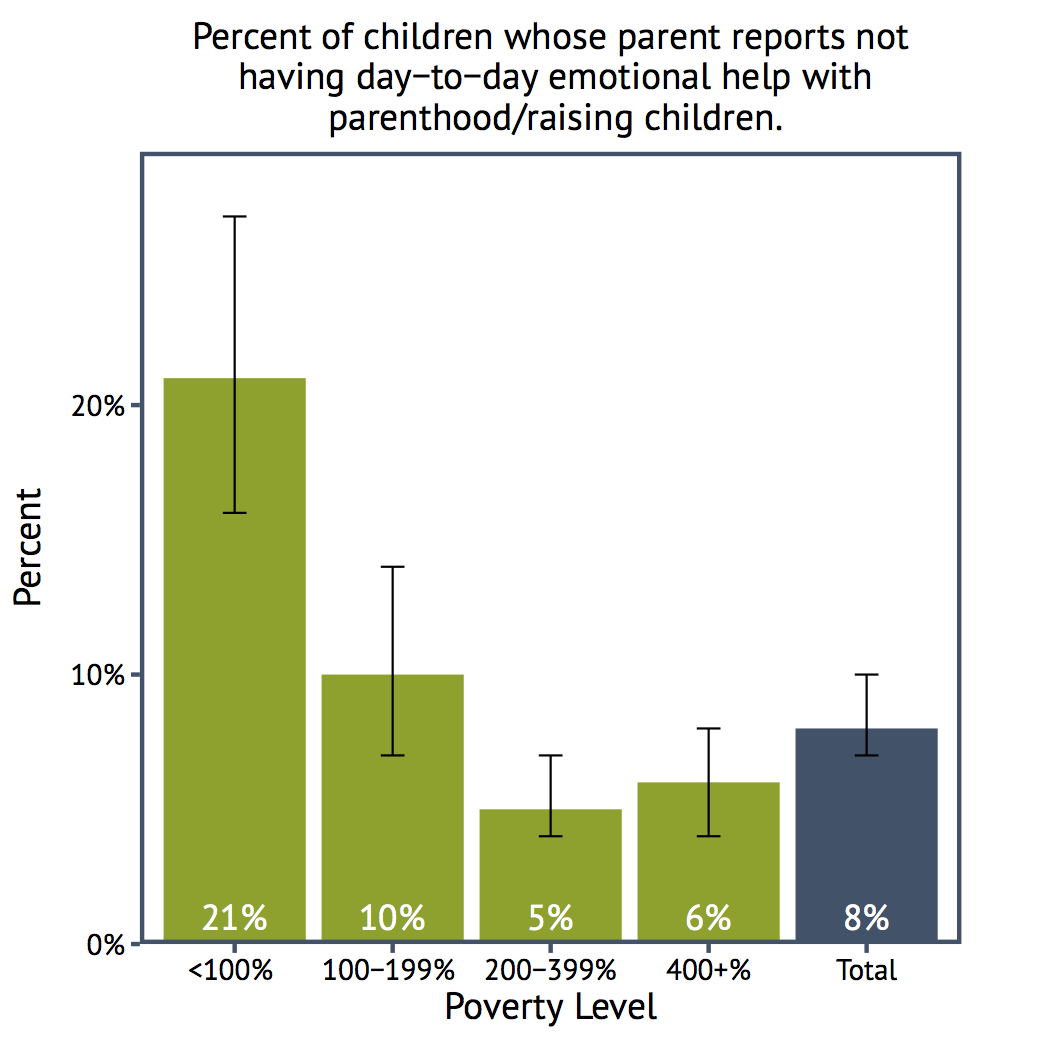 Percent of children whose parent reports not
having day−to−day emotional help with
parenthood/raising children.
Percent
20%
10%
0%
21%
10%
5%
6%
8%
<100%
100−199%
200−399%
400+%
Total
Poverty Level